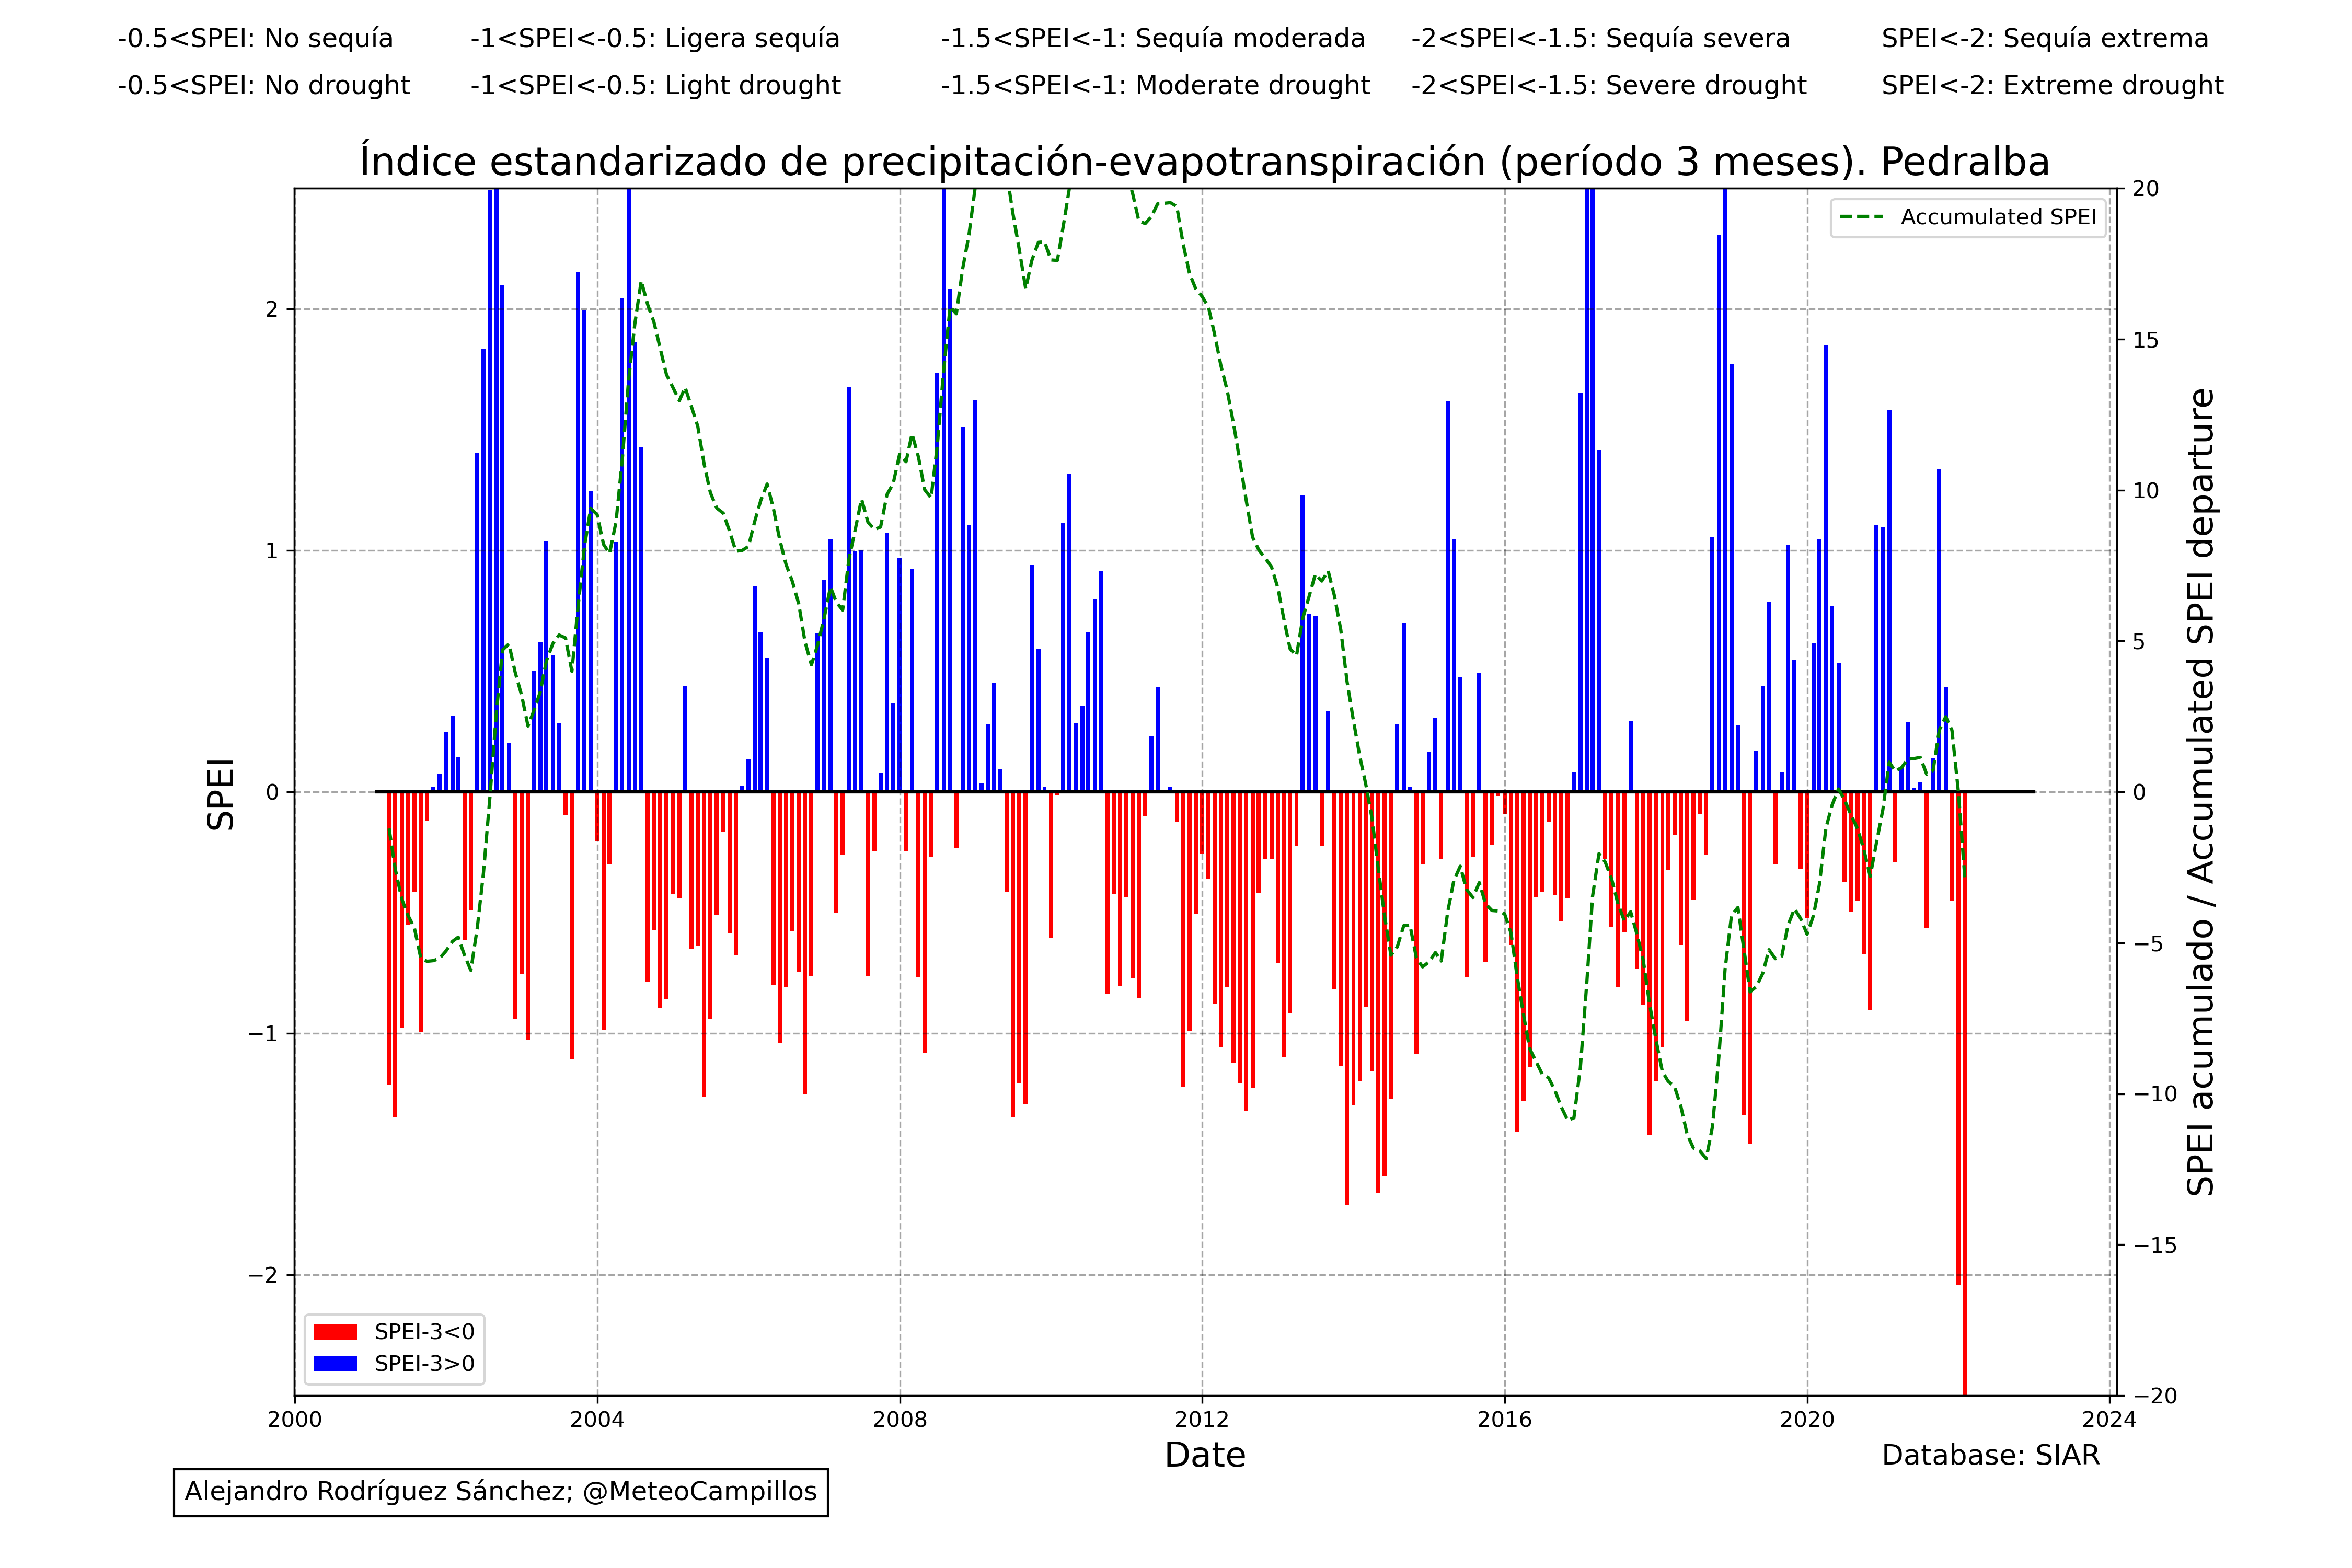 -0.5<SPEI: No sequía -1<SPEI<-0.5: Ligera sequía -1.5<SPEI<-1: Sequía moderada -2<SPEI<-1.5: Sequía severa SPEI<-2: Sequía extrema
-0.5<SPEI: No drought -1<SPEI<-0.5: Light drought -1.5<SPEI<-1: Moderate drought -2<SPEI<-1.5: Severe drought SPEI<-2: Extreme drought
Índice estandarizado de precipitación-evapotranspiración (período 3 meses). Pedralba
Accumulated SPEI
SPEI
2
1
0
−1
−2
20
15
10
5
0
−5
−10
−15
−20
SPEI acumulado / Accumulated SPEI departure
SPEI-3<0
SPEI-3>0
2000 2004 2008 2012 2016 2020 2024
Date
Database: SIAR
Alejandro Rodríguez Sánchez; @MeteoCampillos